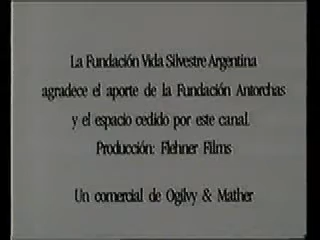 La Fundación Vida Silvestre Argentina
agradece el aporte de la Fundación Antorchas
y el espacio cedido por este canal.
Producción: Flehner Films
Un comercial de Ogilvy & Mather